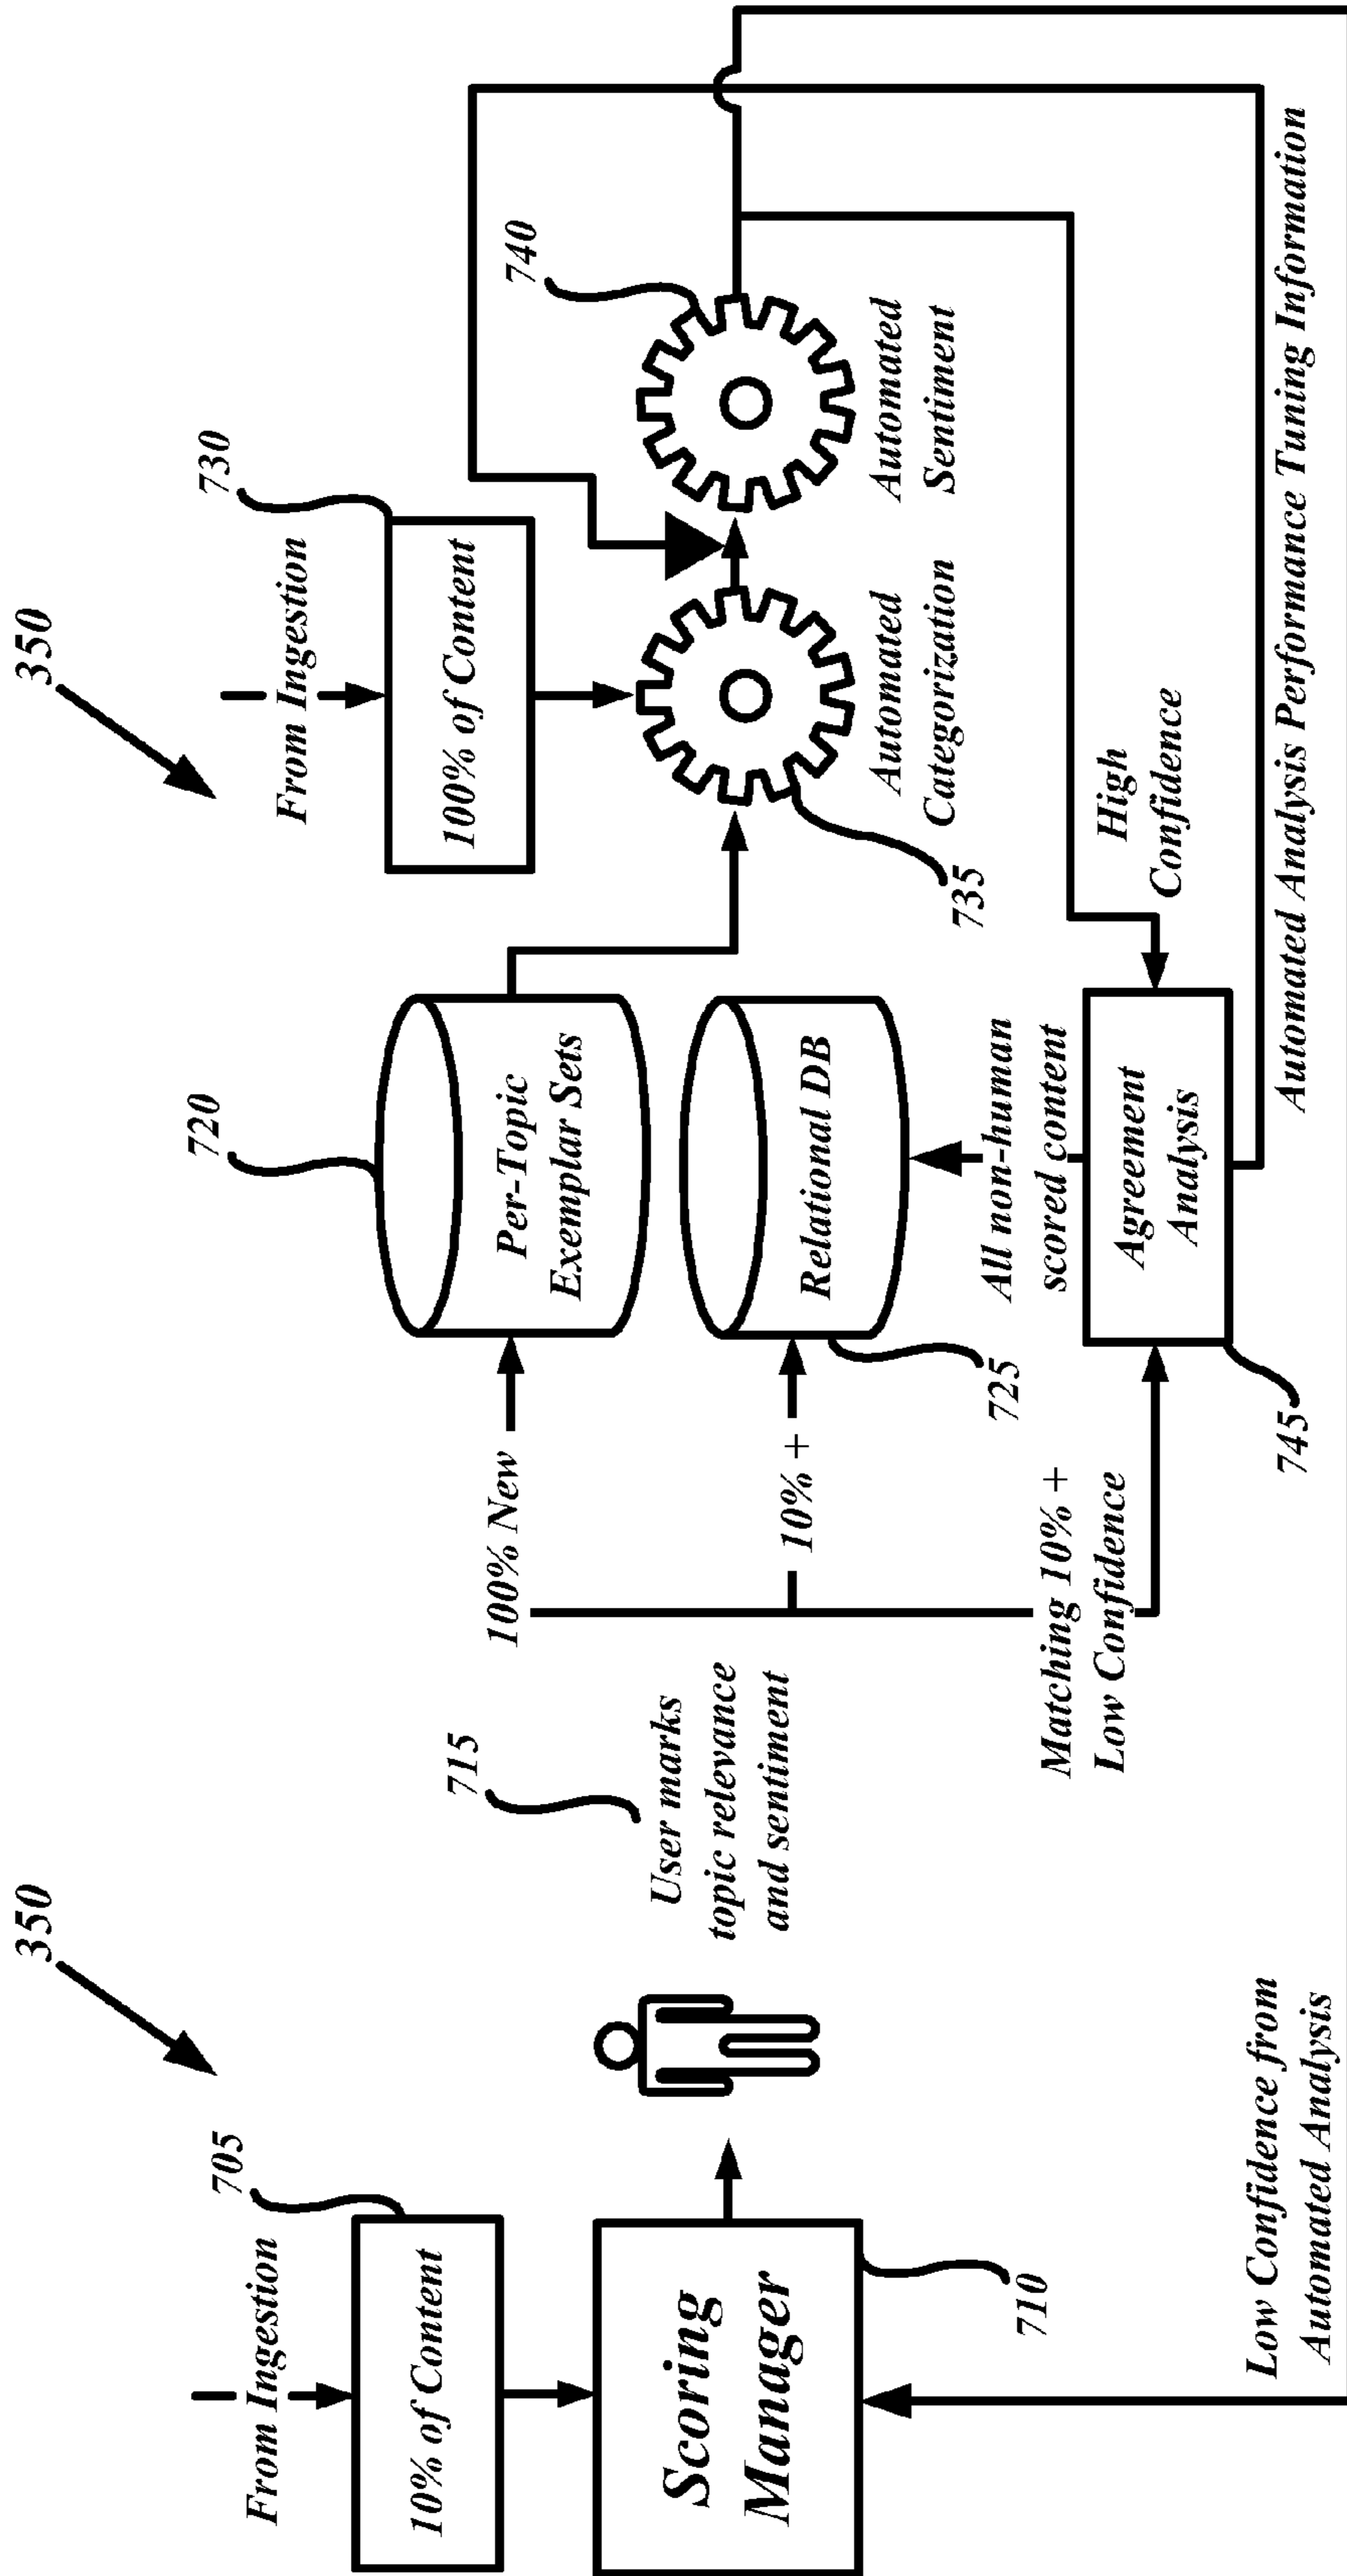 350
From Ingestion
705
10% of Content
Scoring
Manager
710
Low Confidence from
Automated Analysis
715
User marks
topic relevance
and sentiment
100% New
10% +
Matching 10% +
Low Confidence
720
Per-Topic
Exemplar Sets
Relational DB
725
All non-human
scored content
Agreement
Analysis
745
350
From Ingestion
730
100% of Content
735
Automated
Categorization
740
Automated
Sentiment
High
Confidence
Automated Analysis Performance Tuning Information